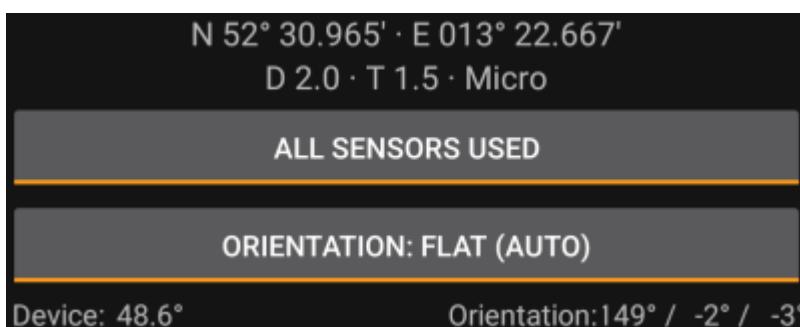 N 52° 30.965' · E 013° 22.667'
D 2.0 · T 1.5 · Micro
ALL SENSORS USED
ORIENTATION: FLAT (AUTO)
Device: 48.6° Orientation:149° / -2° / -3°